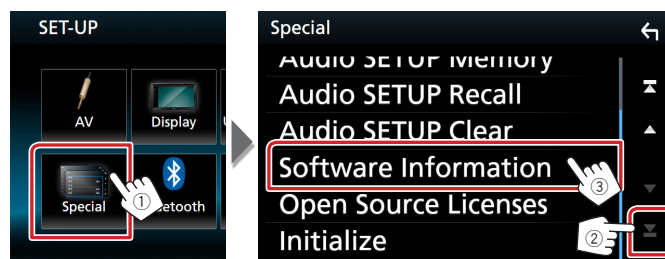 SET-UP
AV
Display
Special
①
etooth
Special
Audio SETUP Memory
Audio SETUP Recall
Audio SETUP Clear
Software Information
③
Open Source Licenses
Initialize
②